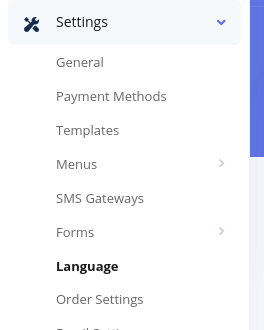 Settings
General
Payment Methods
Templates
Menus
SMS Gateways
Forms
Language
Order Settings